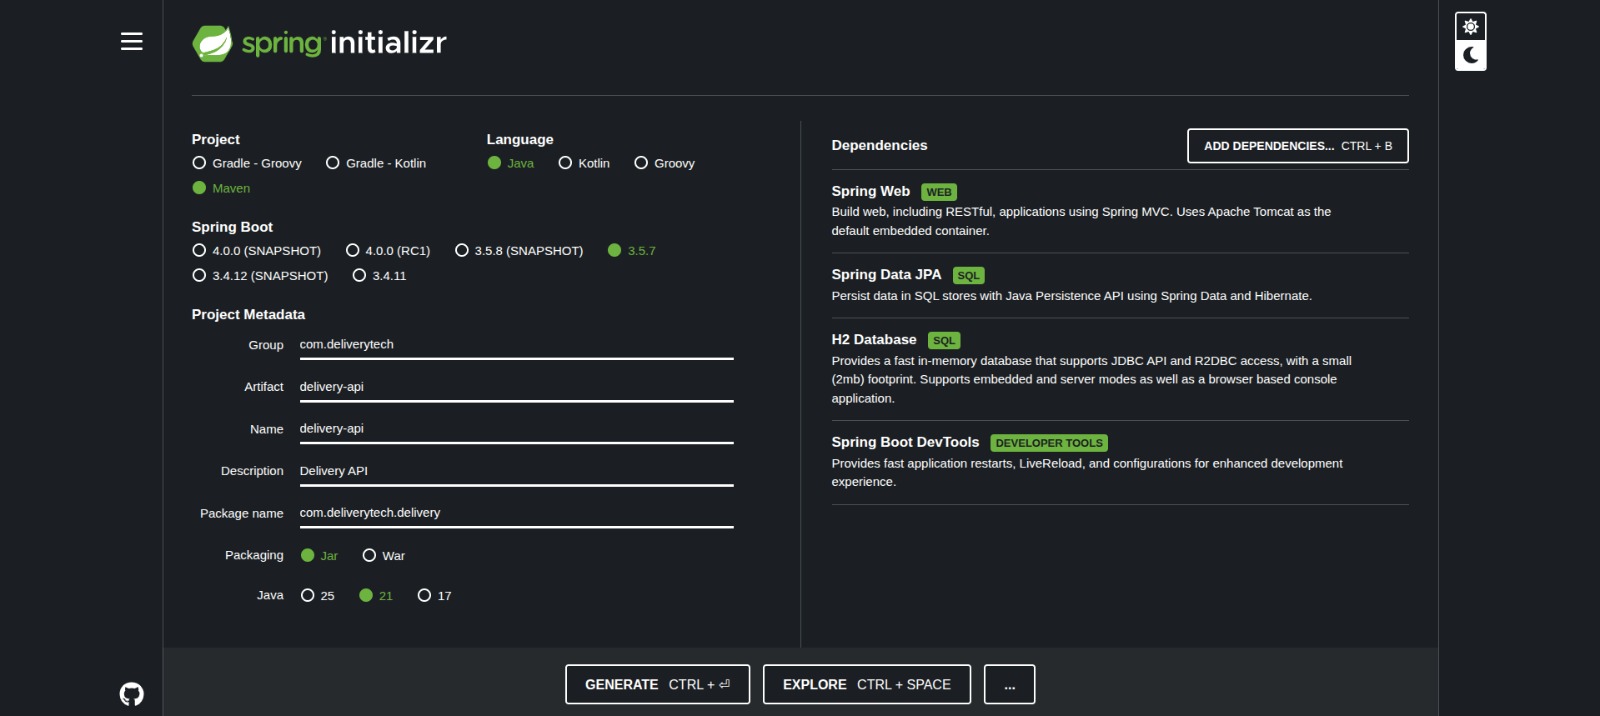 spring initializr
Project
Gradle - Groovy Gradle - Kotlin
Maven
Language
Java Kotlin Groovy
Spring Boot
4.0.0 (SNAPSHOT) 4.0.0 (RC1) 3.5.8 (SNAPSHOT) 3.5.7
3.4.12 (SNAPSHOT) 3.4.11
Project Metadata
Group com.deliverytech
Artifact delivery-api
Name delivery-api
Description Delivery API
Package name com.deliverytech.delivery
Packaging Jar War
Java 25 21 17
Dependencies ADD DEPENDENCIES... CTRL + B
Spring Web WEB
Build web, including RESTful, applications using Spring MVC. Uses Apache Tomcat as the
default embedded container.
Spring Data JPA SQL
Persist data in SQL stores with Java Persistence API using Spring Data and Hibernate.
H2 Database SQL
Provides a fast in-memory database that supports JDBC API and R2DBC access, with a small
(2mb) footprint. Supports embedded and server modes as well as a browser based console
application.
Spring Boot DevTools DEVELOPER TOOLS
Provides fast application restarts, LiveReload, and configurations for enhanced development
experience.
GENERATE CTRL + ⏎ EXPLORE CTRL + SPACE ...